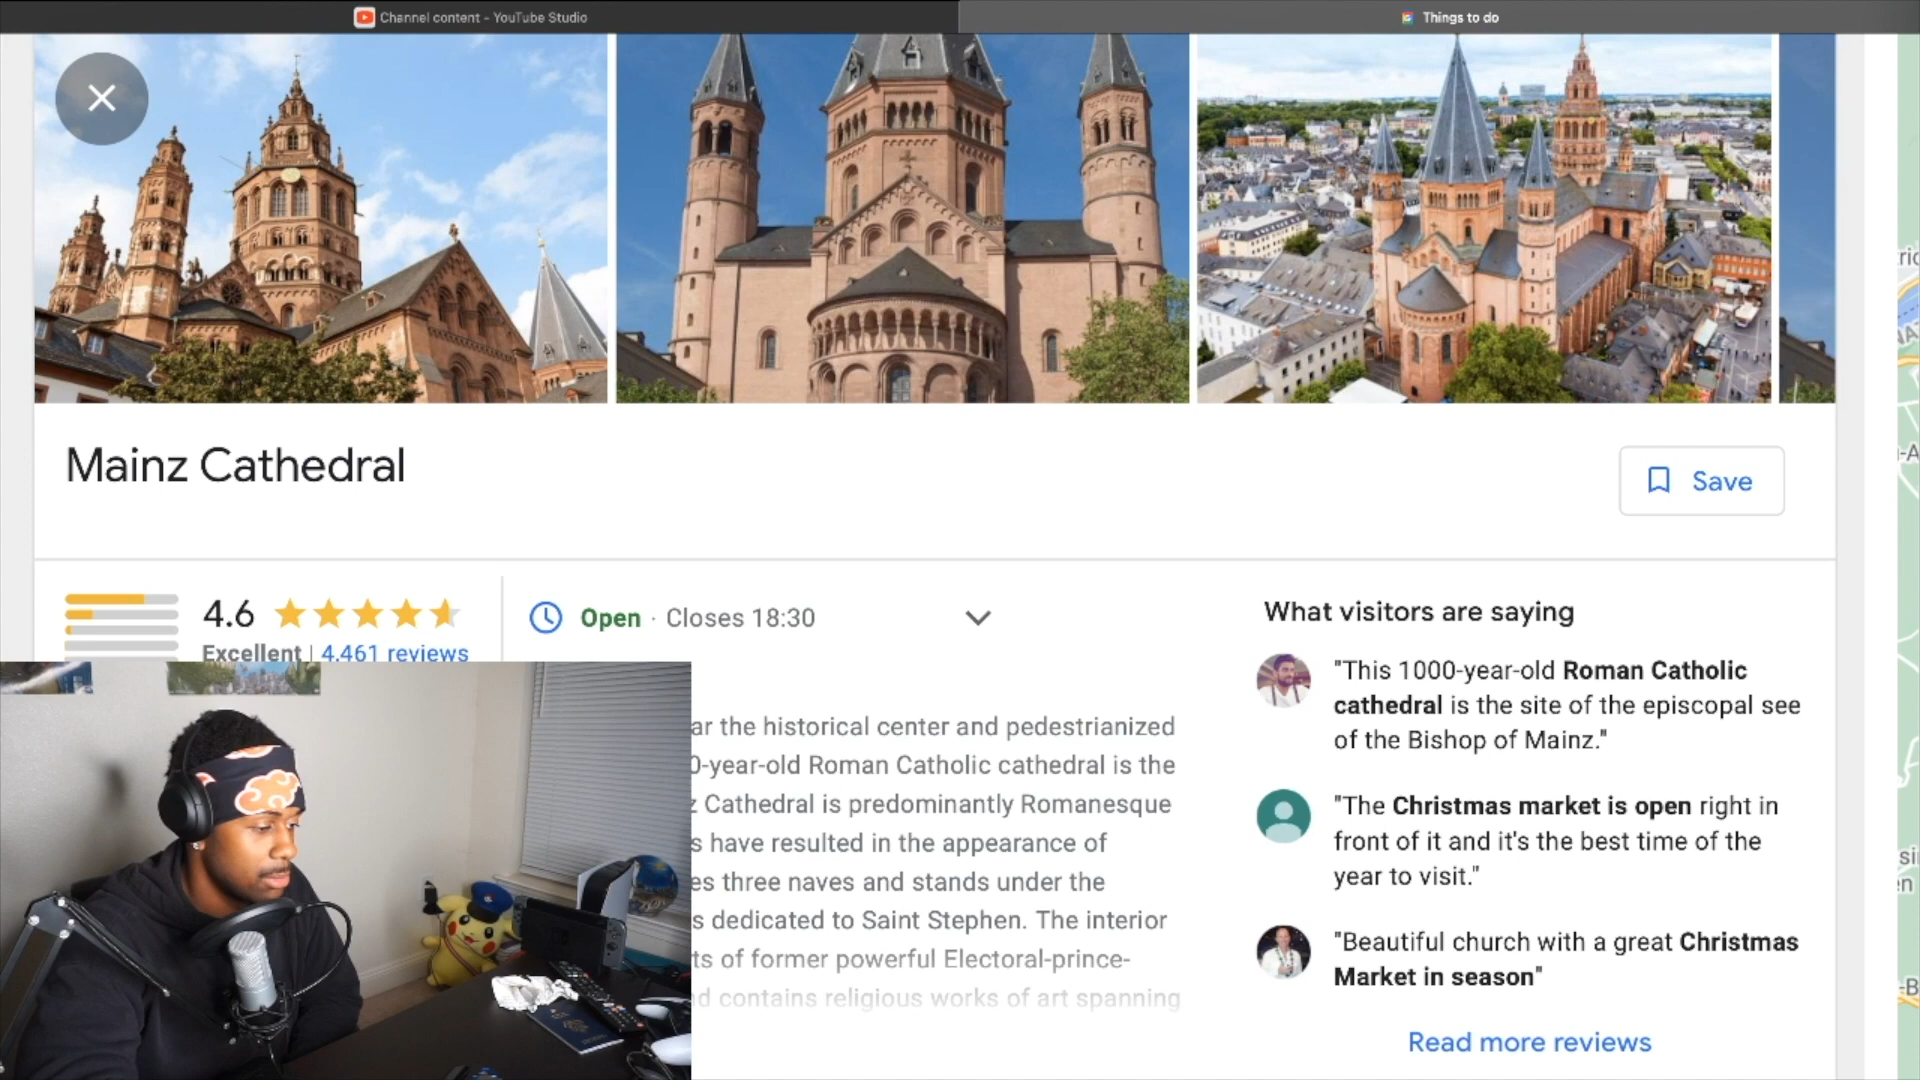 Channel content - YouTube Studio
Things to do
Mainz Cathedral
Save
4.6
Excellent | 4,461 reviews
Open · Closes 18:30
ar the historical center and pedestrianized
0-year-old Roman Catholic cathedral is the
z Cathedral is predominantly Romanesque
s have resulted in the appearance of
es three naves and stands under the
s dedicated to Saint Stephen. The interior
ts of former powerful Electoral-prince-
d contains religious works of art spanning
What visitors are saying
"This 1000-year-old Roman Catholic
cathedral is the site of the episcopal see
of the Bishop of Mainz."
"The Christmas market is open right in
front of it and it's the best time of the
year to visit."
"Beautiful church with a great Christmas
Market in season"
Read more reviews